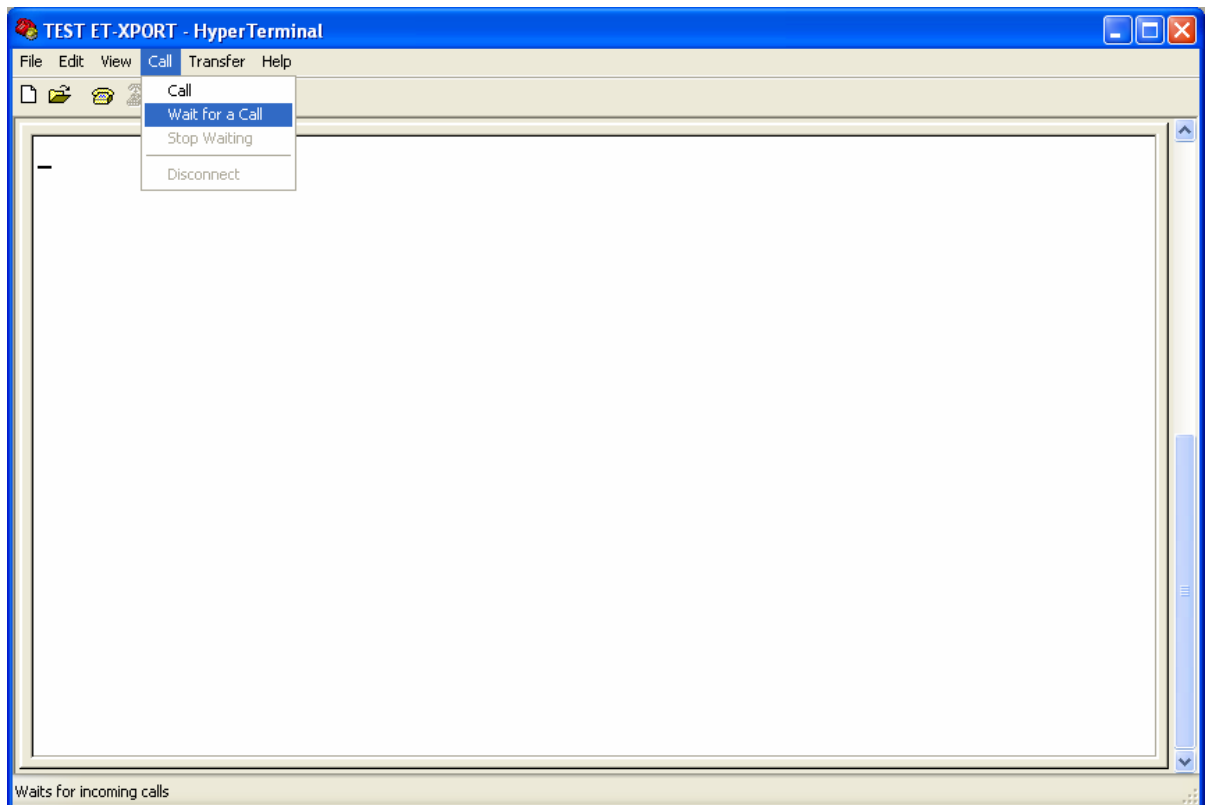 TEST ET-XPORT - HyperTerminal
File Edit View Call Transfer Help
Call
Wait for a Call
Stop Waiting
Disconnect
Waits for incoming calls